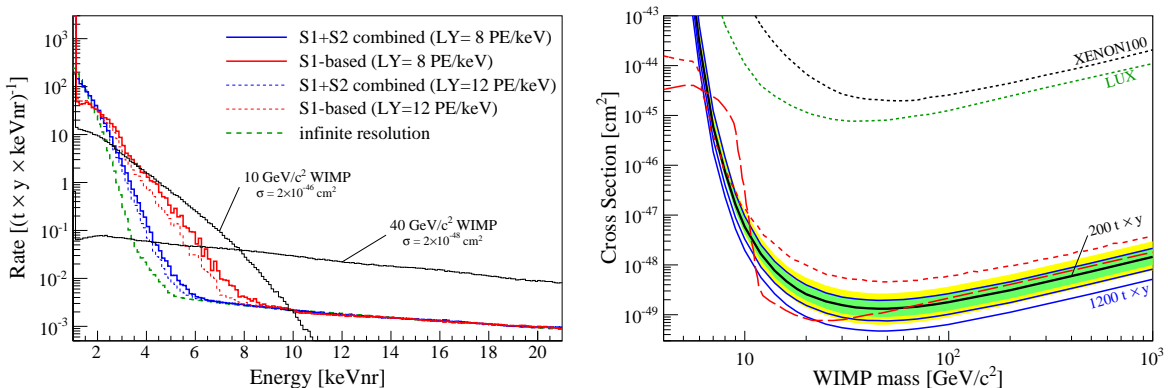 Rate [(t × y × keVnr)⁻¹]
10³
10²
10
1
10⁻¹
10⁻²
10⁻³
S1+S2 combined (LY= 8 PE/keV)
S1-based (LY= 8 PE/keV)
S1+S2 combined (LY=12 PE/keV)
S1-based (LY=12 PE/keV)
infinite resolution
10 GeV/c² WIMP
σ = 2×10⁻⁴⁶ cm²
40 GeV/c² WIMP
σ = 2×10⁻⁴⁸ cm²
2 4 6 8 10 12 14 16 18 20
Energy [keVnr]
Cross Section [cm²]
10⁻⁴³
10⁻⁴⁴
10⁻⁴⁵
10⁻⁴⁶
10⁻⁴⁷
10⁻⁴⁸
10⁻⁴⁹
XENON100
LUX
200 t × y
1200 t × y
10 10² 10³
WIMP mass [GeV/c²]